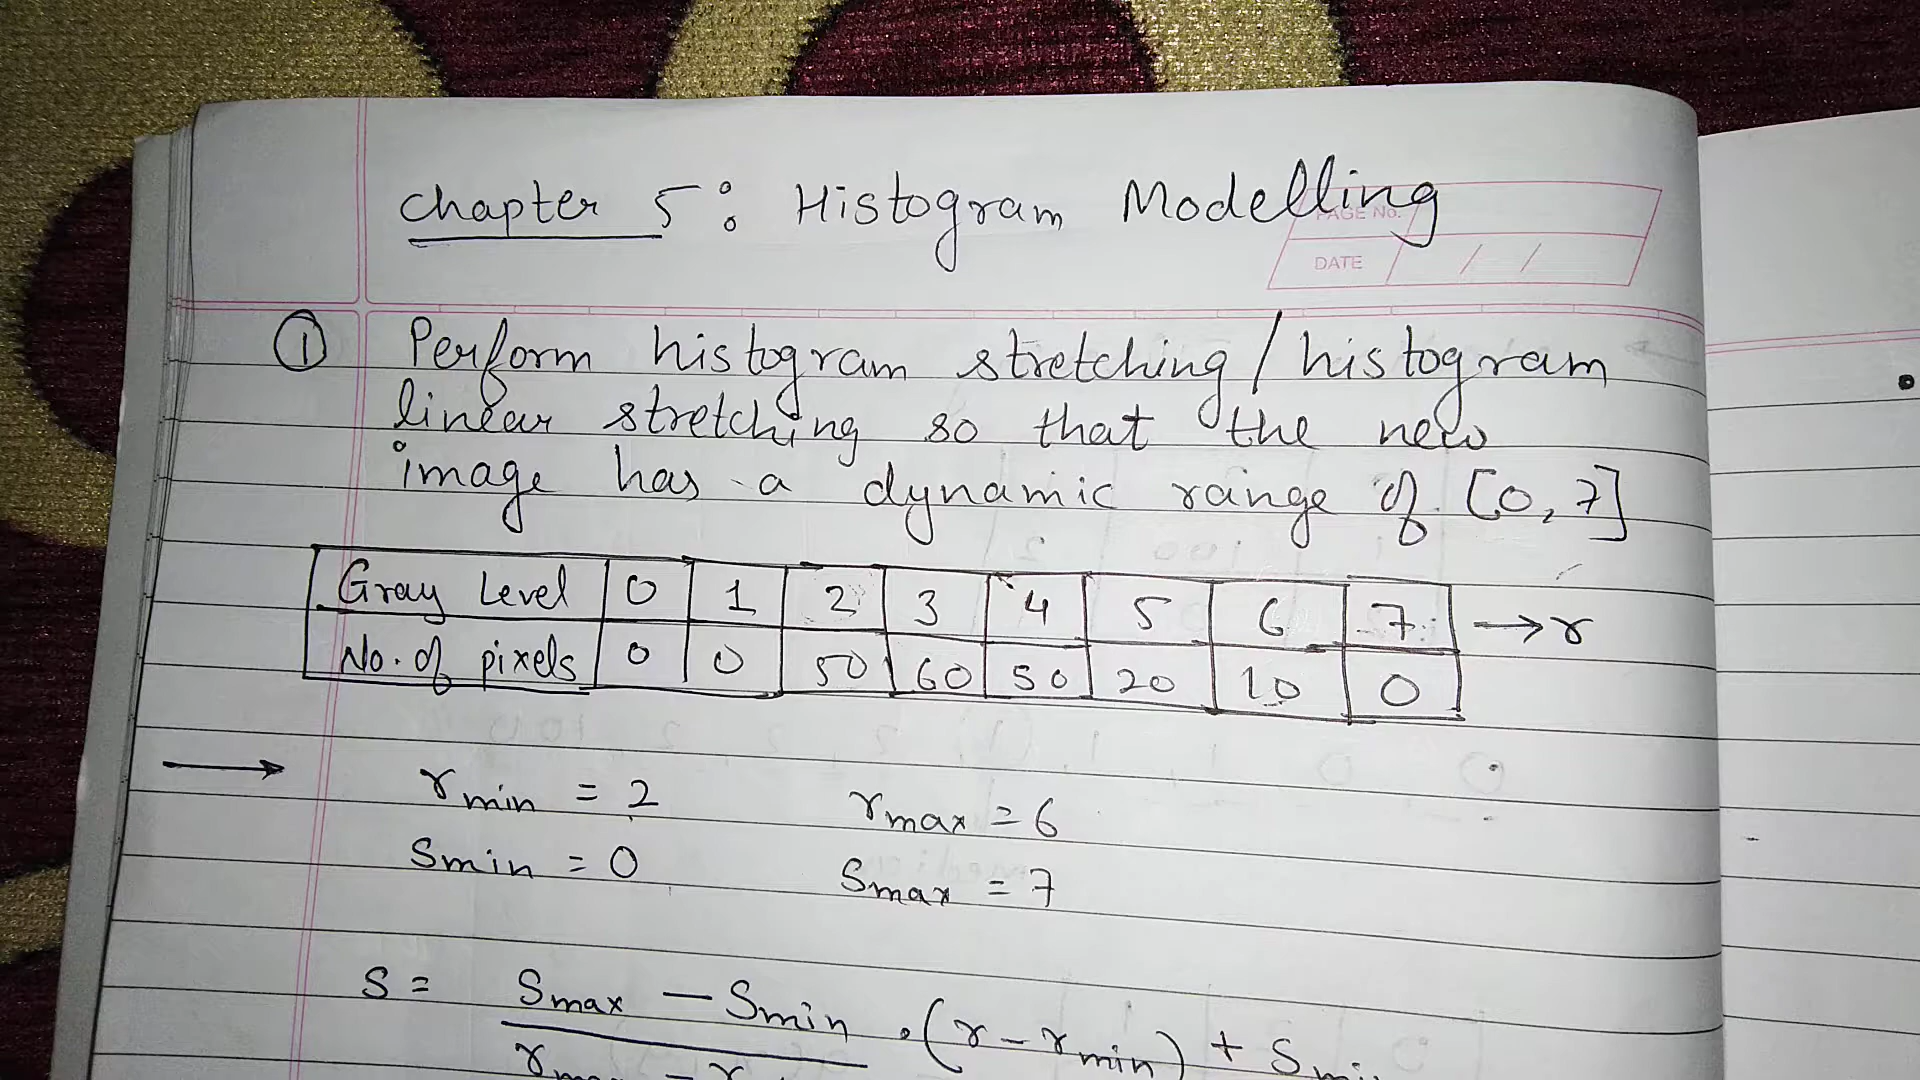 Chapter 5: Histogram Modelling
PAGE No.
DATE / /
① Perform histogram stretching / histogram
linear stretching so that the new
image has a dynamic range of [0, 7]
Gray Level 0 1 2 3 4 5 6 7 → r
No. of pixels 0 0 50 60 50 20 10 0
→ rmin = 2 rmax = 6
Smin = 0 Smax = 7
S = Smax - Smin . (r - rmin) + Smi